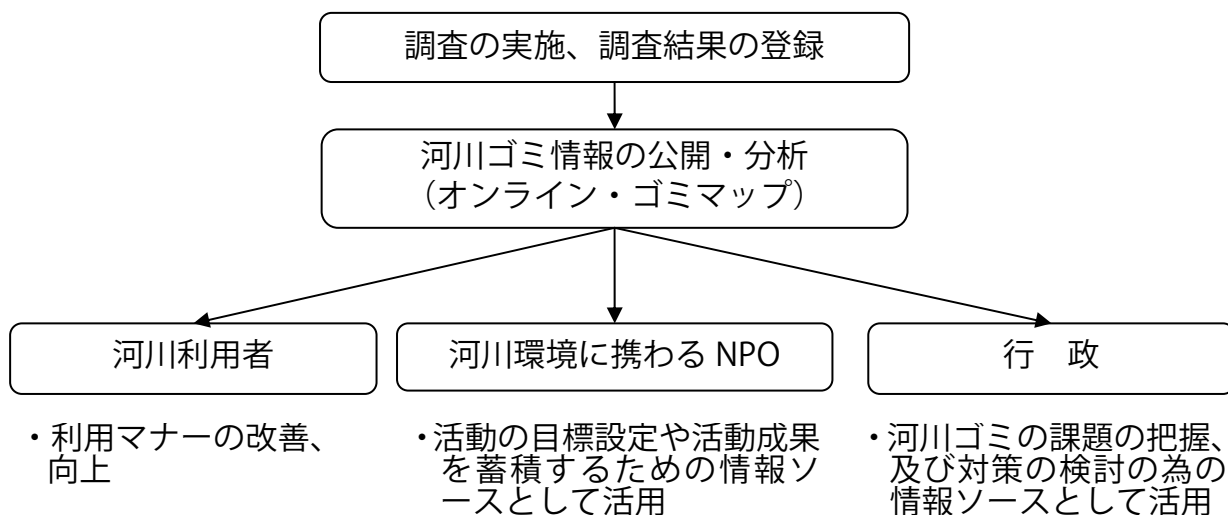 調査の実施、調査結果の登録
河川ゴミ情報の公開・分析
（オンライン・ゴミマップ）
河川利用者
・利用マナーの改善、
向上
河川環境に携わる NPO
・活動の目標設定や活動成果
を蓄積するための情報ソ
ースとして活用
行　政
・河川ゴミの課題の把握、
及び対策の検討の為の
情報ソースとして活用